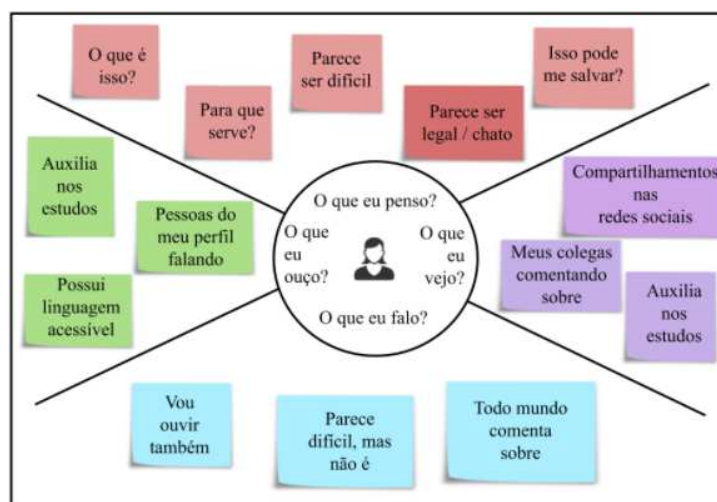 O que é
isso?
Para que
serve?
Parece
ser difícil
Parece ser
legal / chato
Isso pode
me salvar?
Auxilia
nos
estudos
Pessoas do
meu perfil
falando
Possui
linguagem
acessível
O que eu penso?
O que
eu
ouço?
O que
eu
vejo?
O que eu falo?
Compartilhamentos
nas
redes sociais
Meus colegas
comentando
sobre
Auxilia
nos
estudos
Vou
ouvir
também
Parece
difícil, mas
não é
Todo mundo
comenta
sobre